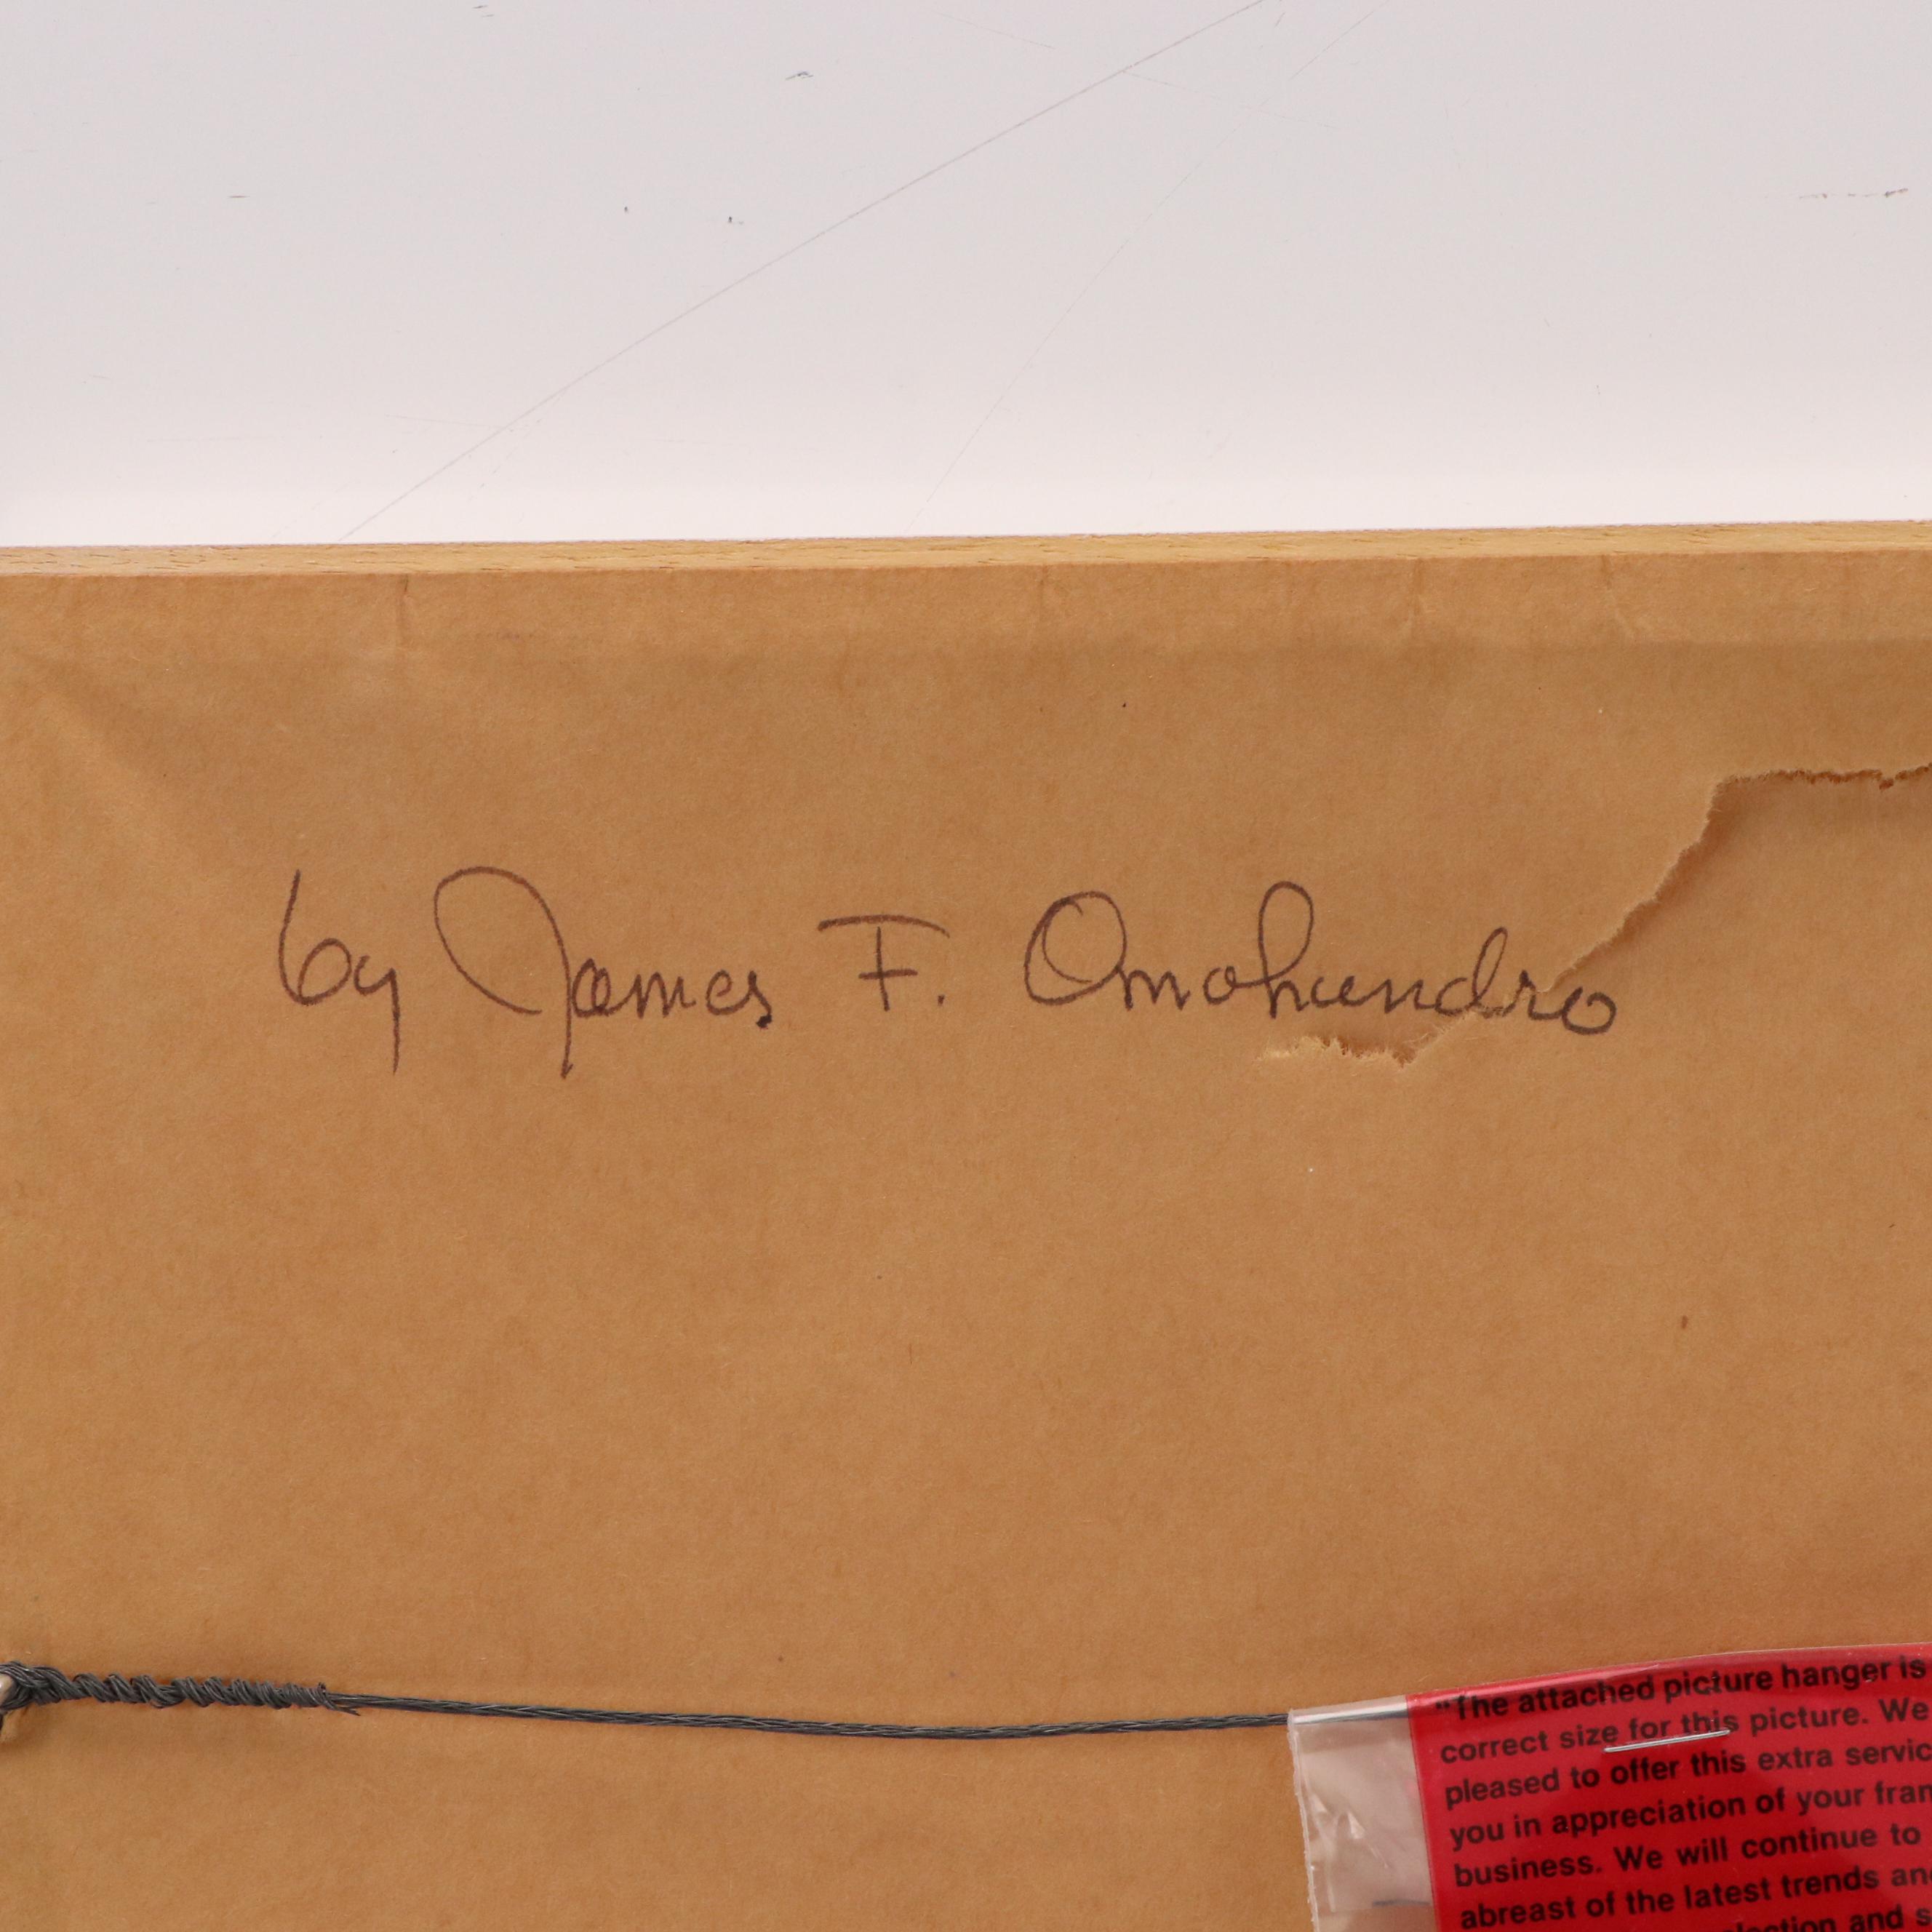 by James F. Omohundro
"The attached picture hanger is
correct size for this picture. We
pleased to offer this extra servic
you in appreciation of your fram
business. We will continue to
abreast of the latest trends an
and s